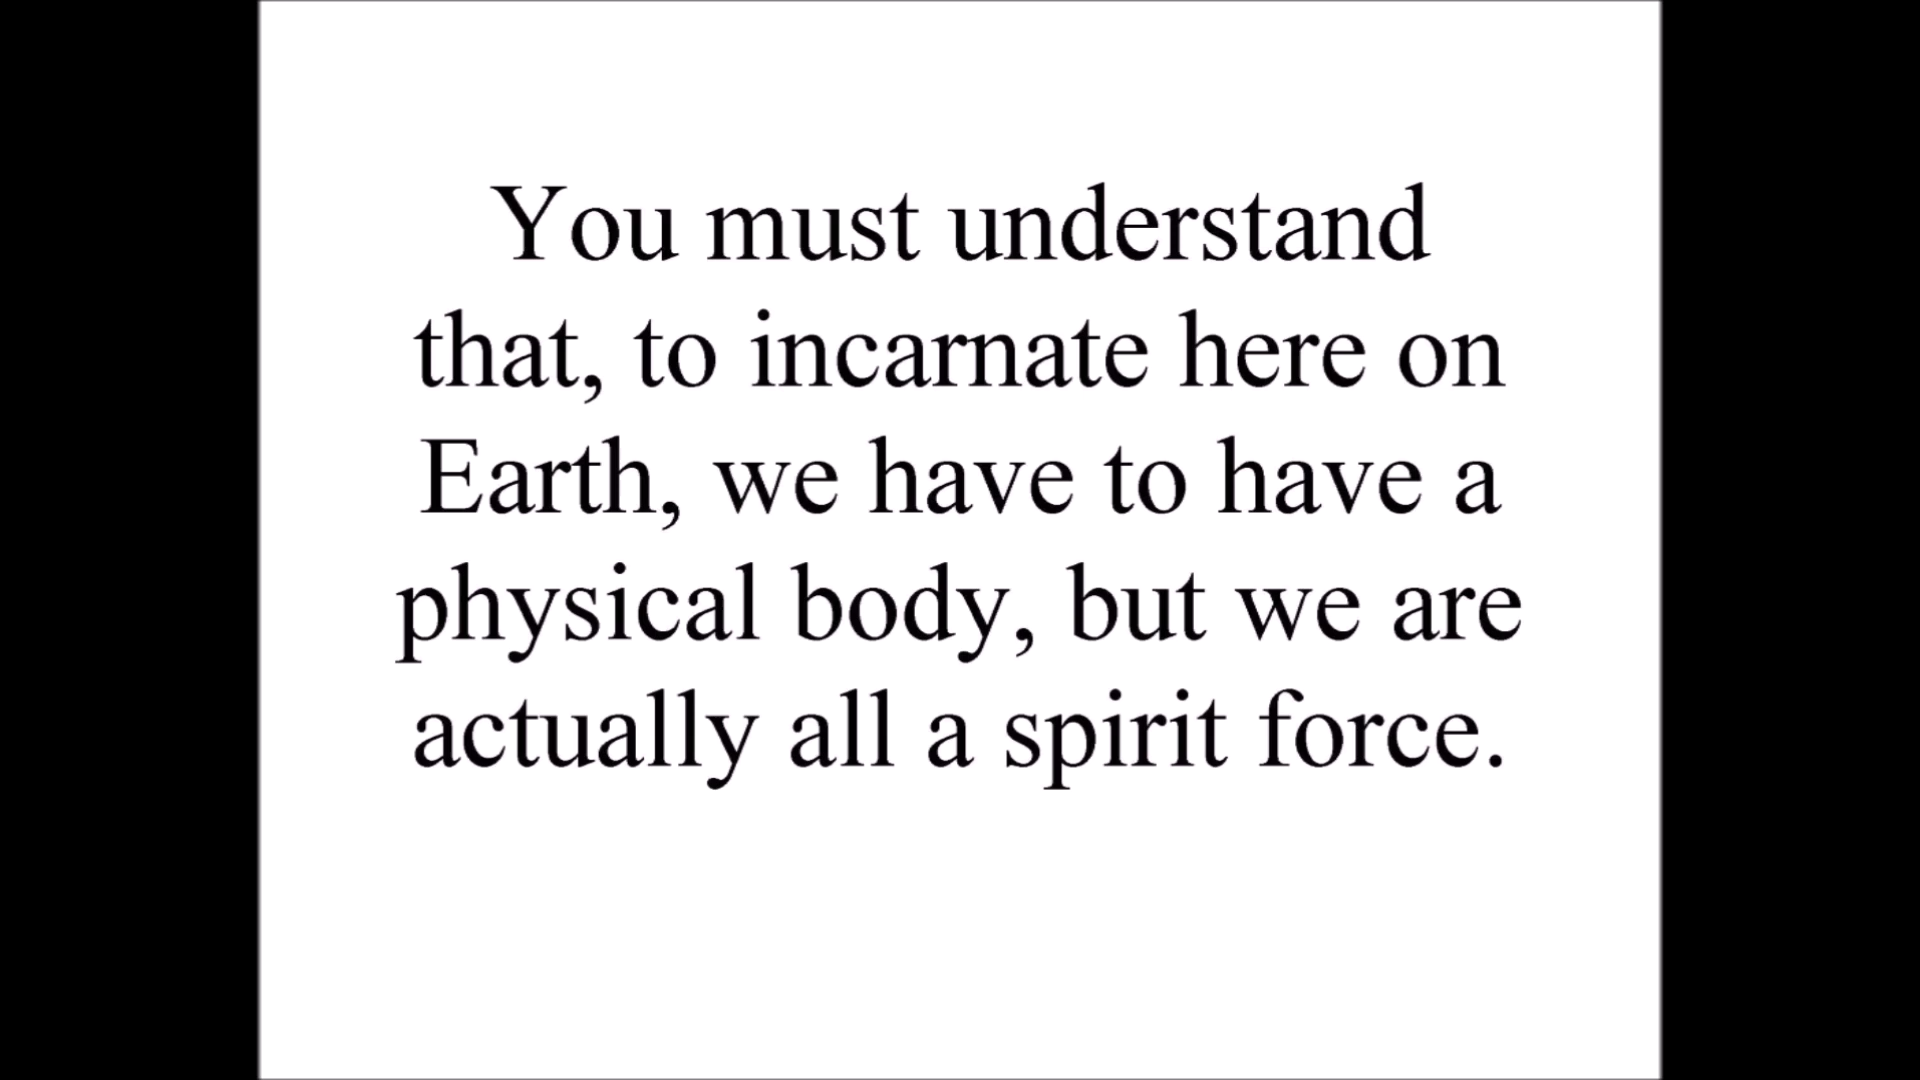 You must understand
that, to incarnate here on
Earth, we have to have a
physical body, but we are
actually all a spirit force.